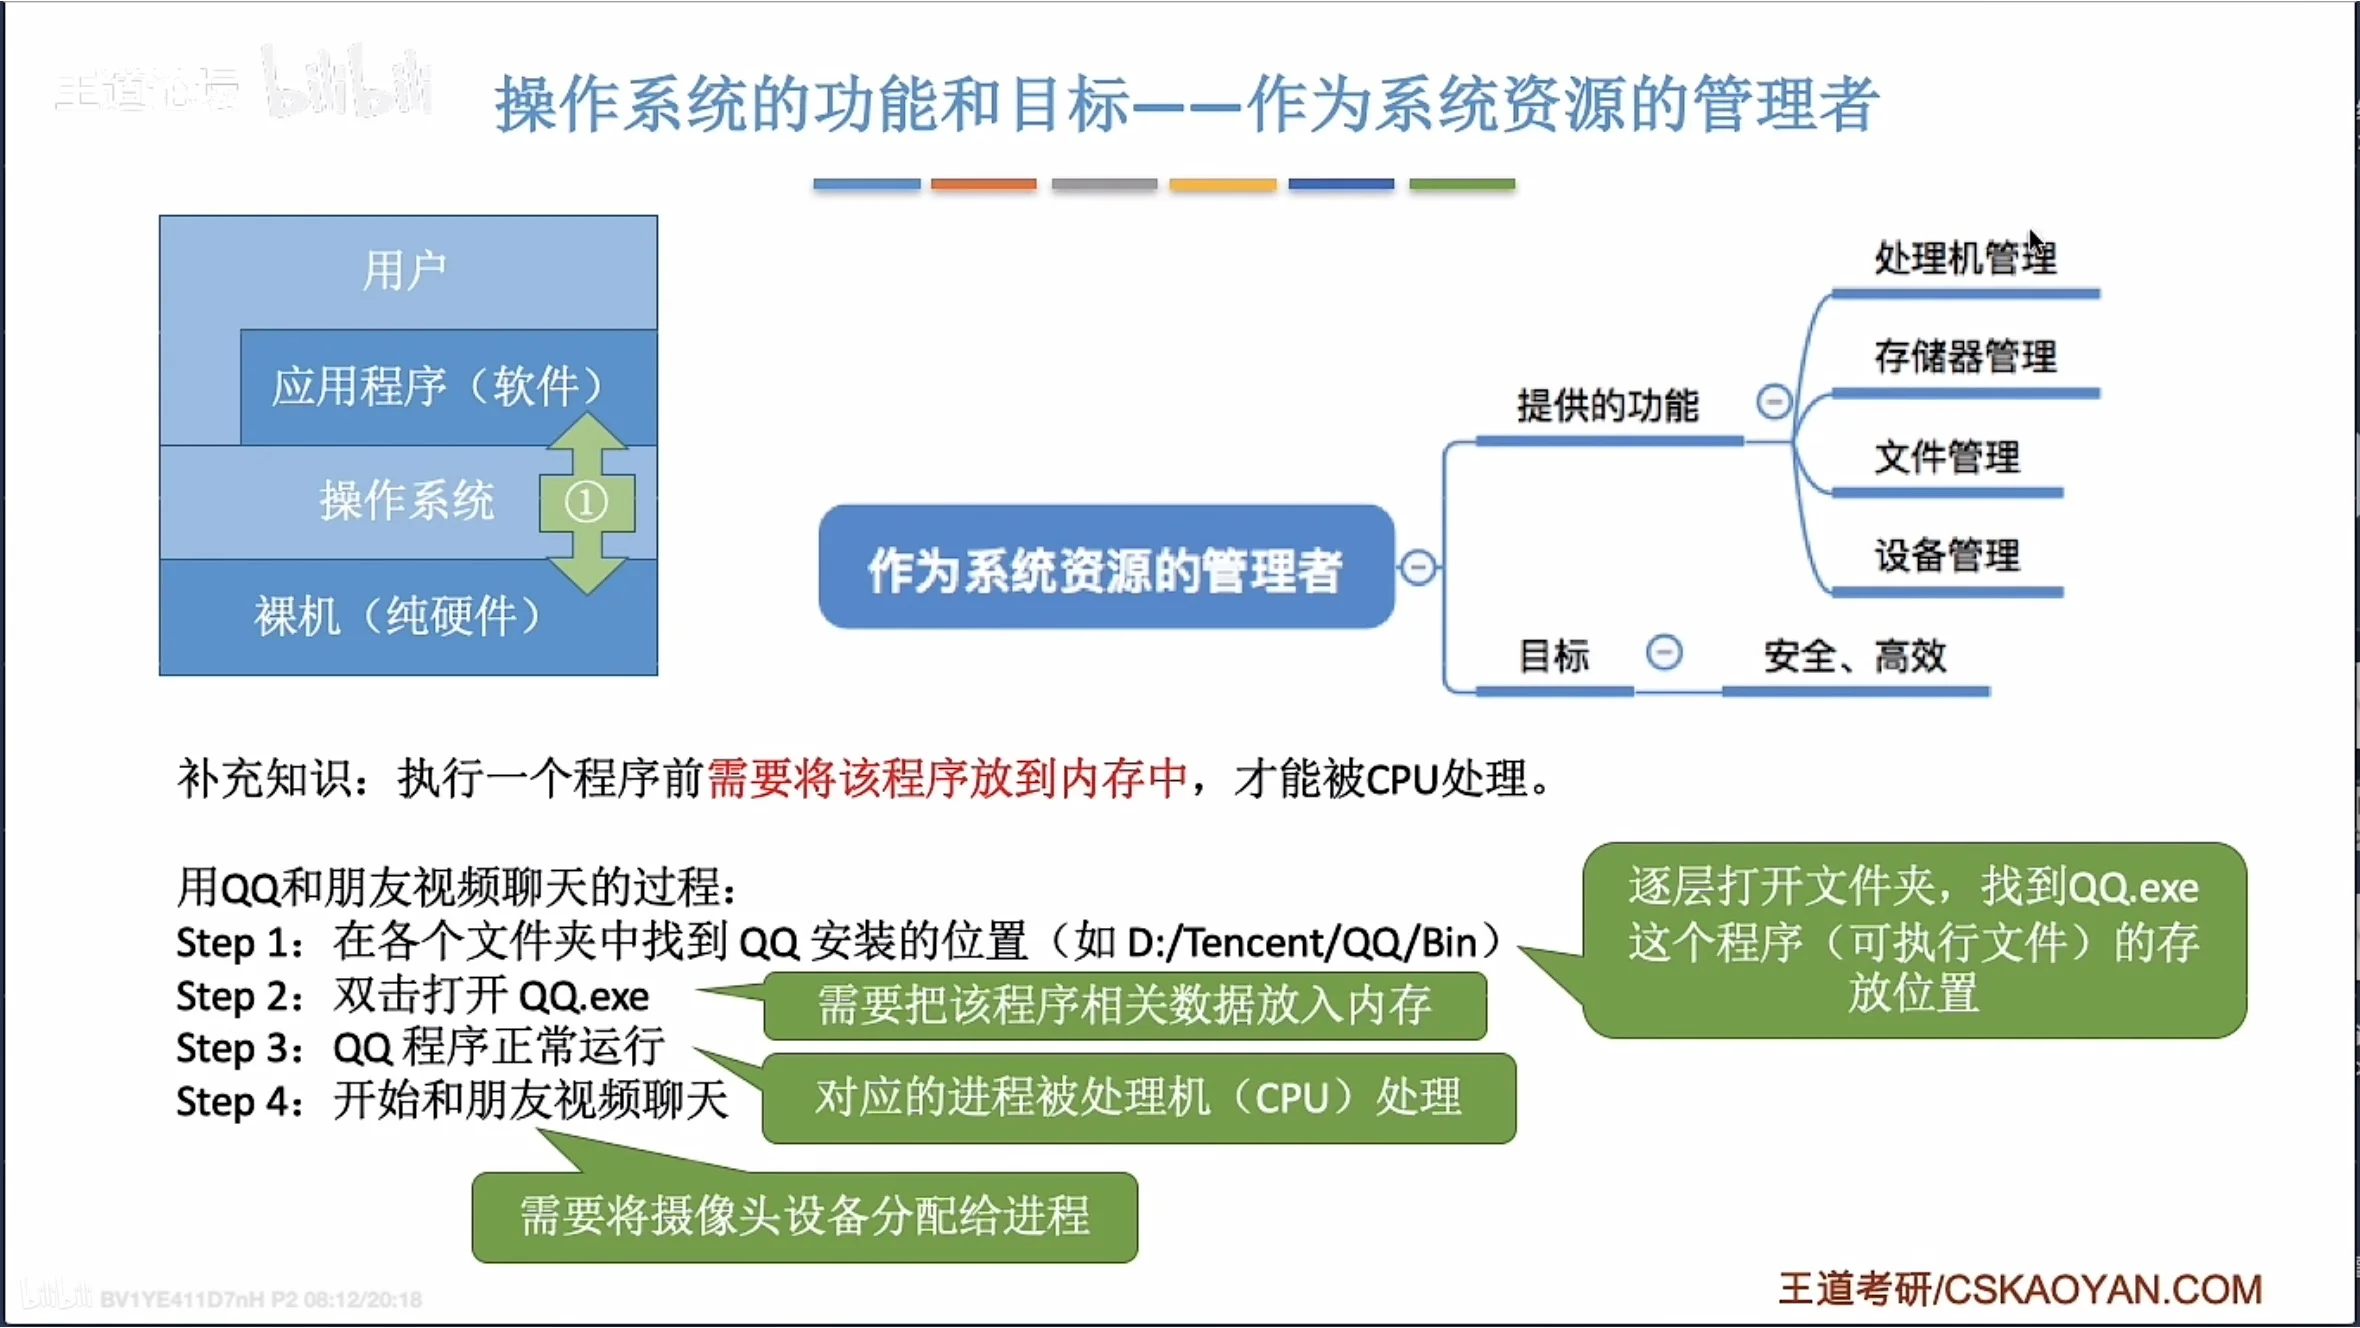 王道论坛 bilibili
操作系统的功能和目标——作为系统资源的管理者
用户
应用程序（软件）
操作系统
①
裸机（纯硬件）
作为系统资源的管理者
提供的功能
处理机管理
存储器管理
文件管理
设备管理
目标
安全、高效
补充知识：执行一个程序前需要将该程序放到内存中，才能被CPU处理。
用QQ和朋友视频聊天的过程：
Step 1：在各个文件夹中找到 QQ 安装的位置（如 D:/Tencent/QQ/Bin）
逐层打开文件夹，找到QQ.exe
这个程序（可执行文件）的存
放位置
Step 2：双击打开 QQ.exe
需要把该程序相关数据放入内存
Step 3：QQ 程序正常运行
对应的进程被处理机（CPU）处理
Step 4：开始和朋友视频聊天
需要将摄像头设备分配给进程
bilibili BV1YE411D7nH P2 08:12/20:18
王道考研/CSKAOYAN.COM